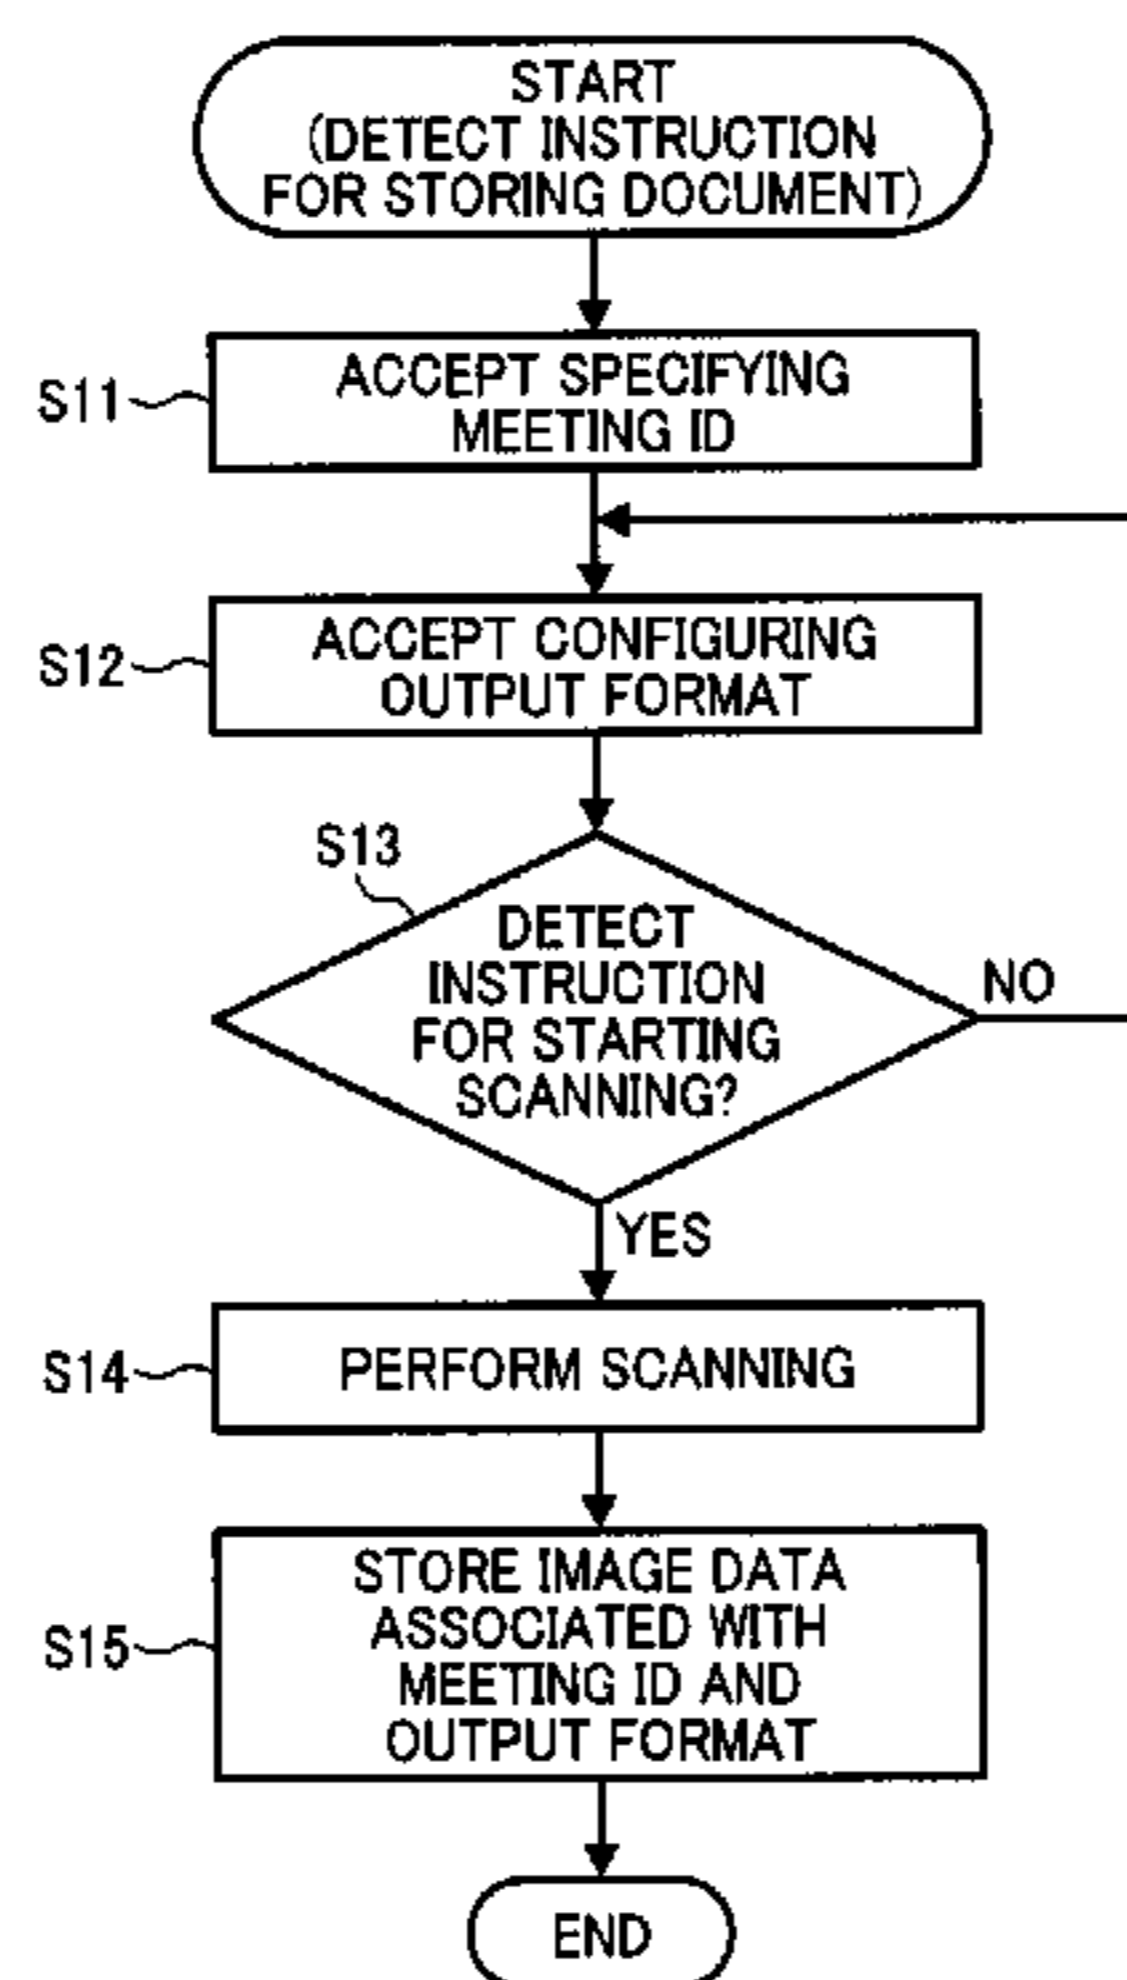 START
(DETECT INSTRUCTION
FOR STORING DOCUMENT)
S11
ACCEPT SPECIFYING
MEETING ID
S12
ACCEPT CONFIGURING
OUTPUT FORMAT
S13
DETECT
INSTRUCTION
FOR STARTING
SCANNING?
NO
YES
S14
PERFORM SCANNING
S15
STORE IMAGE DATA
ASSOCIATED WITH
MEETING ID AND
OUTPUT FORMAT
END